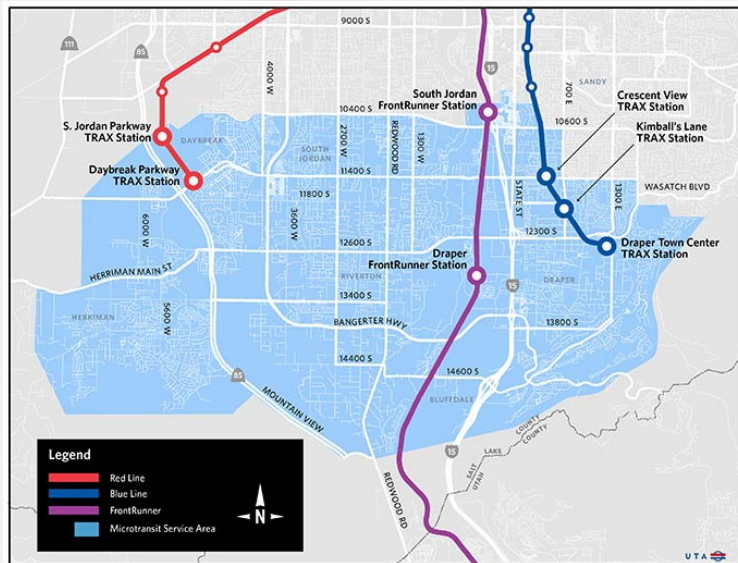 9000 S
111
85
15
4000 W
700 E
SANDY
South Jordan
FrontRunner Station
Crescent View
TRAX Station
10400 S
10600 S
Kimball's Lane
TRAX Station
S. Jordan Parkway
TRAX Station
DAYBREAK
SOUTH
JORDAN
2700 W
REDWOOD RD
1300 W
Daybreak Parkway
TRAX Station
11400 S
11800 S
STATE ST
1300 E
WASATCH BLVD
6000 W
3600 W
12600 S
12300 S
Draper Town Center
TRAX Station
HERRIMAN MAIN ST
Draper
FrontRunner Station
RIVERTON
DRAPER
15
13400 S
HERRIMAN
5600 W
BANGERTER HWY
13800 S
14400 S
14600 S
85
MOUNTAIN VIEW
BLUFFDALE
15
SALT LAKE COUNTY
UTAH COUNTY
REDWOOD RD
Legend
Red Line
Blue Line
FrontRunner
Microtransit Service Area
N
UTA